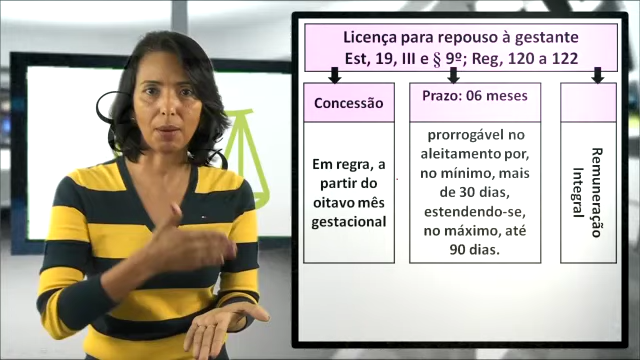 Licença para repouso à gestante
Est, 19, III e § 9º; Reg, 120 a 122
Concessão
Em regra, a
partir do
oitavo mês
gestacional
Prazo: 06 meses
prorrogável no
aleitamento por,
no mínimo, mais
de 30 dias,
estendendo-se,
no máximo, até
90 dias.
Remuneração
Integral